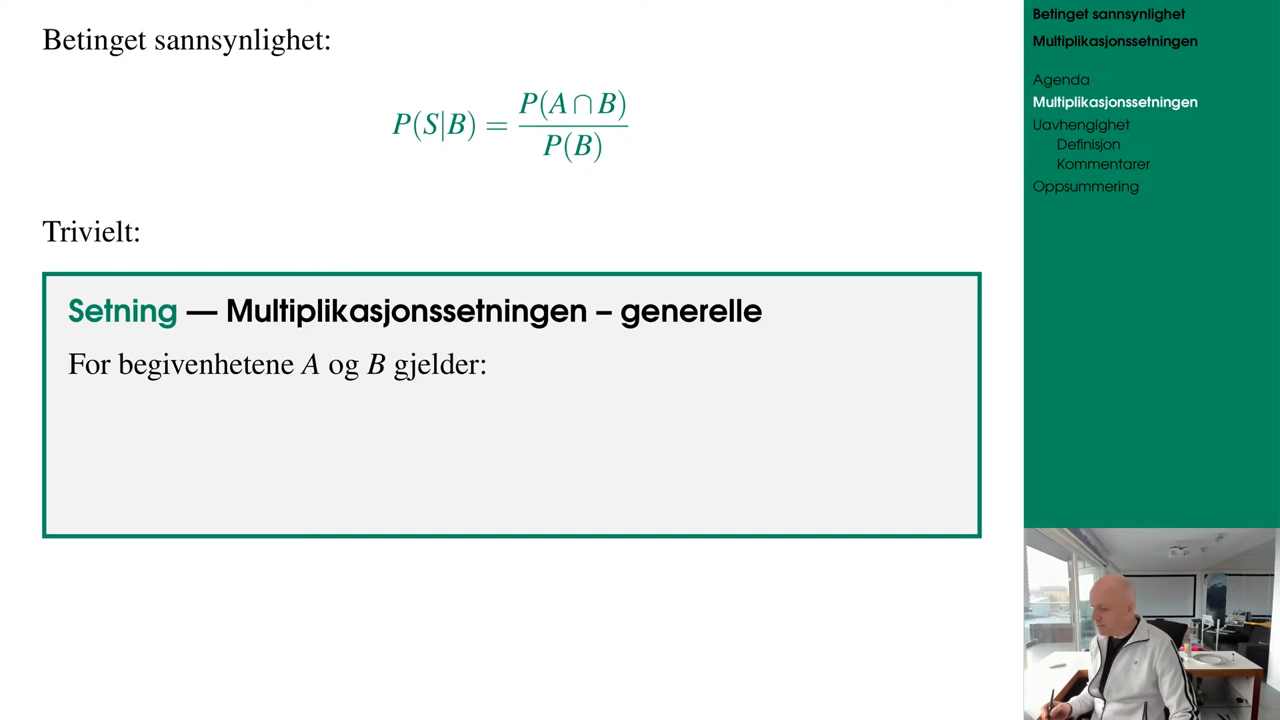 Betinget sannsynlighet:
P(S|B) = P(A ∩ B) / P(B)
Trivielt:
Setning — Multiplikasjonssetningen – generelle
For begivenhetene A og B gjelder:
Betinget sannsynlighet
Multiplikasjonssetningen
Agenda
Multiplikasjonssetningen
Uavhengighet
Definisjon
Kommentarer
Oppsummering